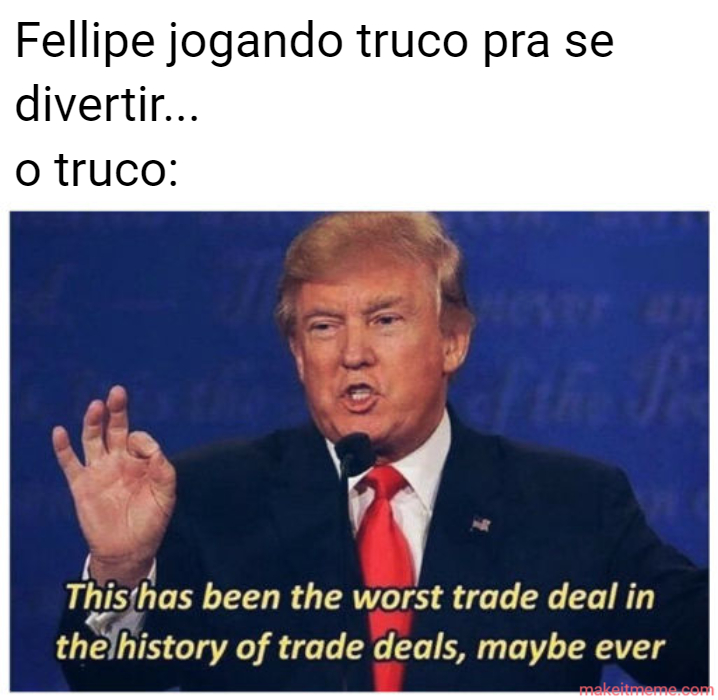 Fellipe jogando truco pra se
divertir...
o truco:
This has been the worst trade deal in
the history of trade deals, maybe ever
makeitmeme.com